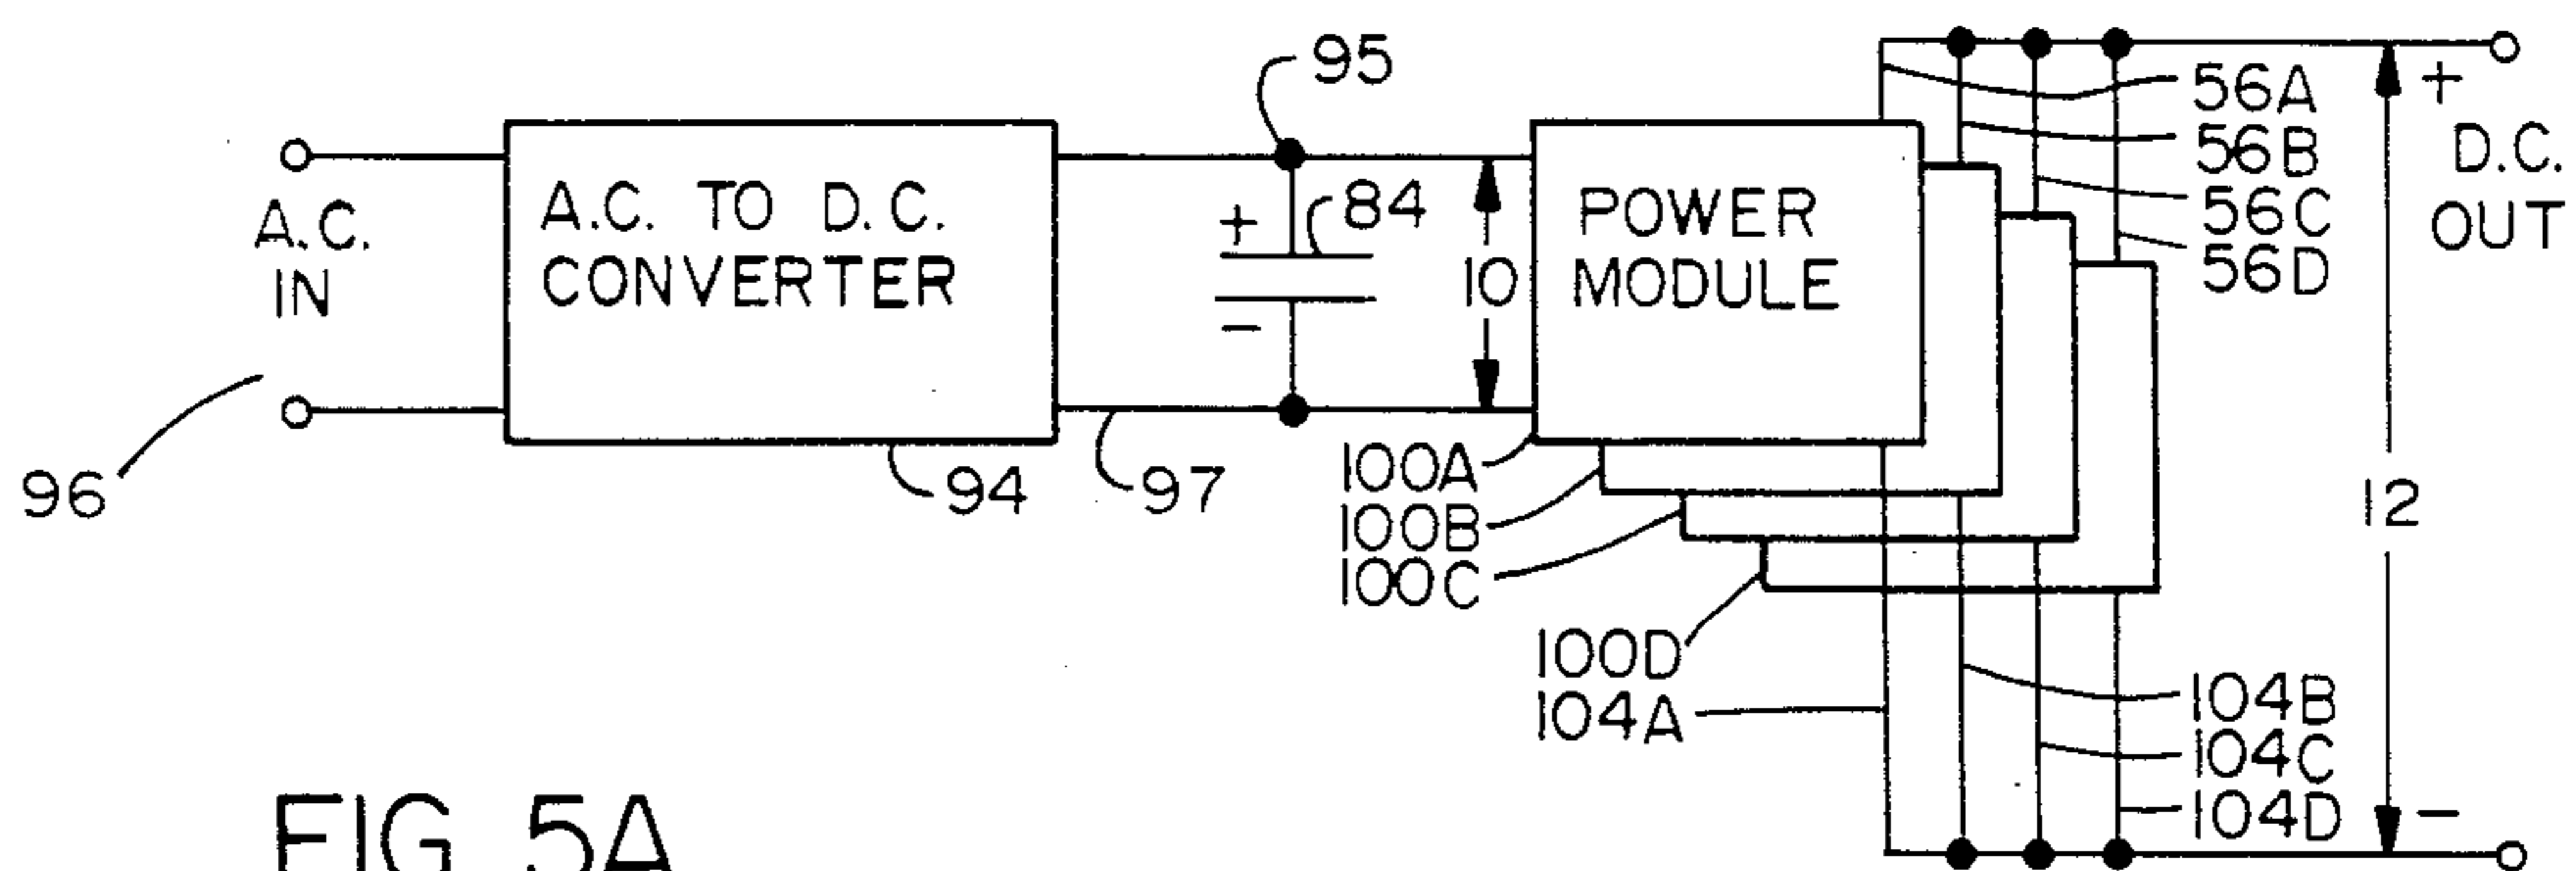 95
56A
+
56B
D.C.
OUT
56C
56D
A.C.
IN
A.C. TO D.C.
CONVERTER
+
84
-
10
POWER
MODULE
96
94
97
100A
100B
100C
100D
104A
12
104B
104C
104D
-
FIG. 5A